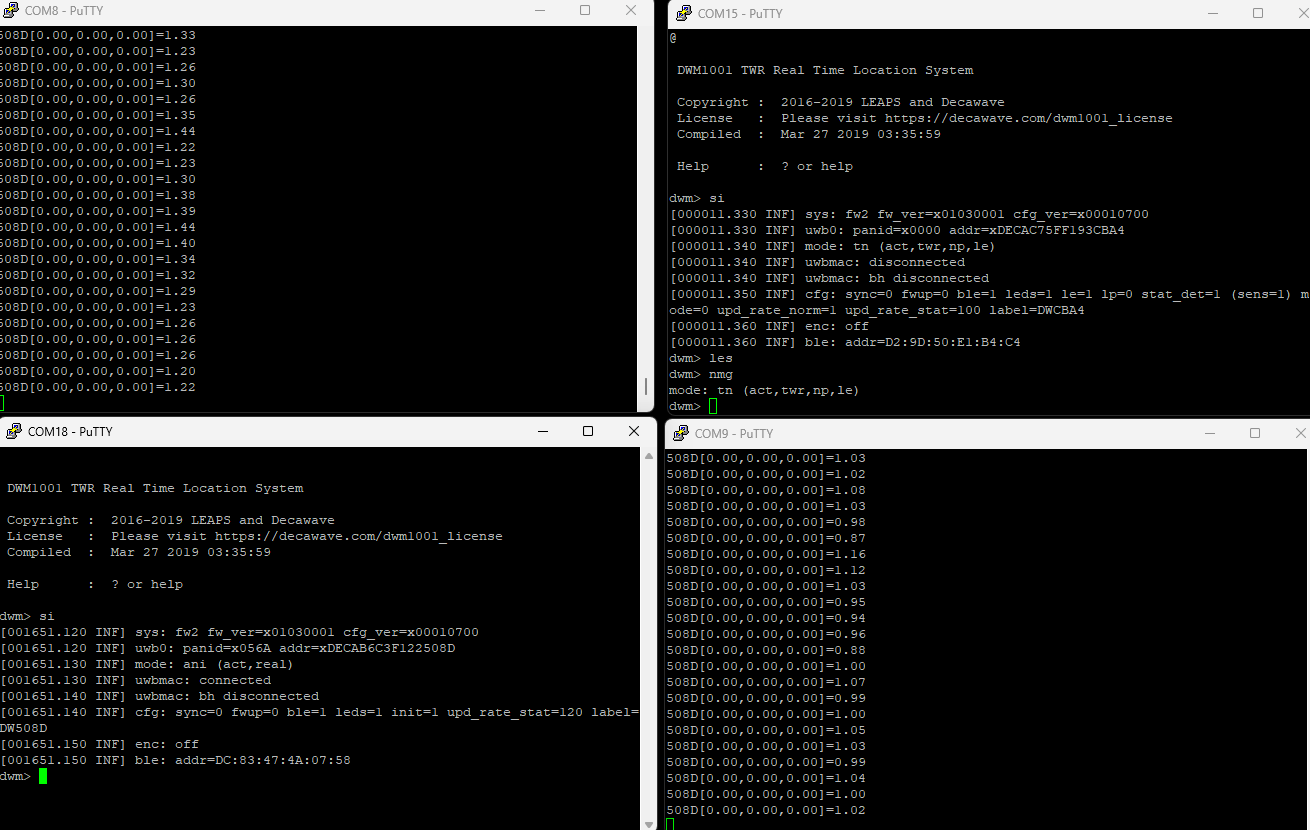 COM8 - PuTTY
508D[0.00,0.00,0.00]=1.33
508D[0.00,0.00,0.00]=1.23
508D[0.00,0.00,0.00]=1.26
508D[0.00,0.00,0.00]=1.30
508D[0.00,0.00,0.00]=1.26
508D[0.00,0.00,0.00]=1.35
508D[0.00,0.00,0.00]=1.44
508D[0.00,0.00,0.00]=1.22
508D[0.00,0.00,0.00]=1.23
508D[0.00,0.00,0.00]=1.30
508D[0.00,0.00,0.00]=1.38
508D[0.00,0.00,0.00]=1.39
508D[0.00,0.00,0.00]=1.44
508D[0.00,0.00,0.00]=1.40
508D[0.00,0.00,0.00]=1.34
508D[0.00,0.00,0.00]=1.32
508D[0.00,0.00,0.00]=1.29
508D[0.00,0.00,0.00]=1.23
508D[0.00,0.00,0.00]=1.26
508D[0.00,0.00,0.00]=1.26
508D[0.00,0.00,0.00]=1.26
508D[0.00,0.00,0.00]=1.20
508D[0.00,0.00,0.00]=1.22
COM15 - PuTTY
@
DWM1001 TWR Real Time Location System
Copyright :  2016-2019 LEAPS and Decawave
License   :  Please visit https://decawave.com/dwm1001_license
Compiled  :  Mar 27 2019 03:35:59
Help      :  ? or help
dwm> si
[000011.330 INF] sys: fw2 fw_ver=x01030001 cfg_ver=x00010700
[000011.330 INF] uwb0: panid=x0000 addr=xDECAC75FF193CBA4
[000011.340 INF] mode: tn (act,twr,np,le)
[000011.340 INF] uwbmac: disconnected
[000011.340 INF] uwbmac: bh disconnected
[000011.350 INF] cfg: sync=0 fwup=0 ble=1 leds=1 le=1 lp=0 stat_det=1 (sens=1) m
ode=0 upd_rate_norm=1 upd_rate_stat=100 label=DWCBA4
[000011.360 INF] enc: off
[000011.360 INF] ble: addr=D2:9D:50:E1:B4:C4
dwm> les
dwm> nmg
mode: tn (act,twr,np,le)
dwm>
COM18 - PuTTY
DWM1001 TWR Real Time Location System
Copyright :  2016-2019 LEAPS and Decawave
License   :  Please visit https://decawave.com/dwm1001_license
Compiled  :  Mar 27 2019 03:35:59
Help      :  ? or help
dwm> si
[001651.120 INF] sys: fw2 fw_ver=x01030001 cfg_ver=x00010700
[001651.120 INF] uwb0: panid=x056A addr=xDECAB6C3F122508D
[001651.130 INF] mode: ani (act,real)
[001651.130 INF] uwbmac: connected
[001651.140 INF] uwbmac: bh disconnected
[001651.140 INF] cfg: sync=0 fwup=0 ble=1 leds=1 init=1 upd_rate_stat=120 label=
DW508D
[001651.150 INF] enc: off
[001651.150 INF] ble: addr=DC:83:47:4A:07:58
dwm>
COM9 - PuTTY
508D[0.00,0.00,0.00]=1.03
508D[0.00,0.00,0.00]=1.02
508D[0.00,0.00,0.00]=1.08
508D[0.00,0.00,0.00]=1.03
508D[0.00,0.00,0.00]=0.98
508D[0.00,0.00,0.00]=0.87
508D[0.00,0.00,0.00]=1.16
508D[0.00,0.00,0.00]=1.12
508D[0.00,0.00,0.00]=1.03
508D[0.00,0.00,0.00]=0.95
508D[0.00,0.00,0.00]=0.94
508D[0.00,0.00,0.00]=0.96
508D[0.00,0.00,0.00]=0.88
508D[0.00,0.00,0.00]=1.00
508D[0.00,0.00,0.00]=1.07
508D[0.00,0.00,0.00]=0.99
508D[0.00,0.00,0.00]=1.00
508D[0.00,0.00,0.00]=1.05
508D[0.00,0.00,0.00]=1.03
508D[0.00,0.00,0.00]=0.99
508D[0.00,0.00,0.00]=1.04
508D[0.00,0.00,0.00]=1.00
508D[0.00,0.00,0.00]=1.02